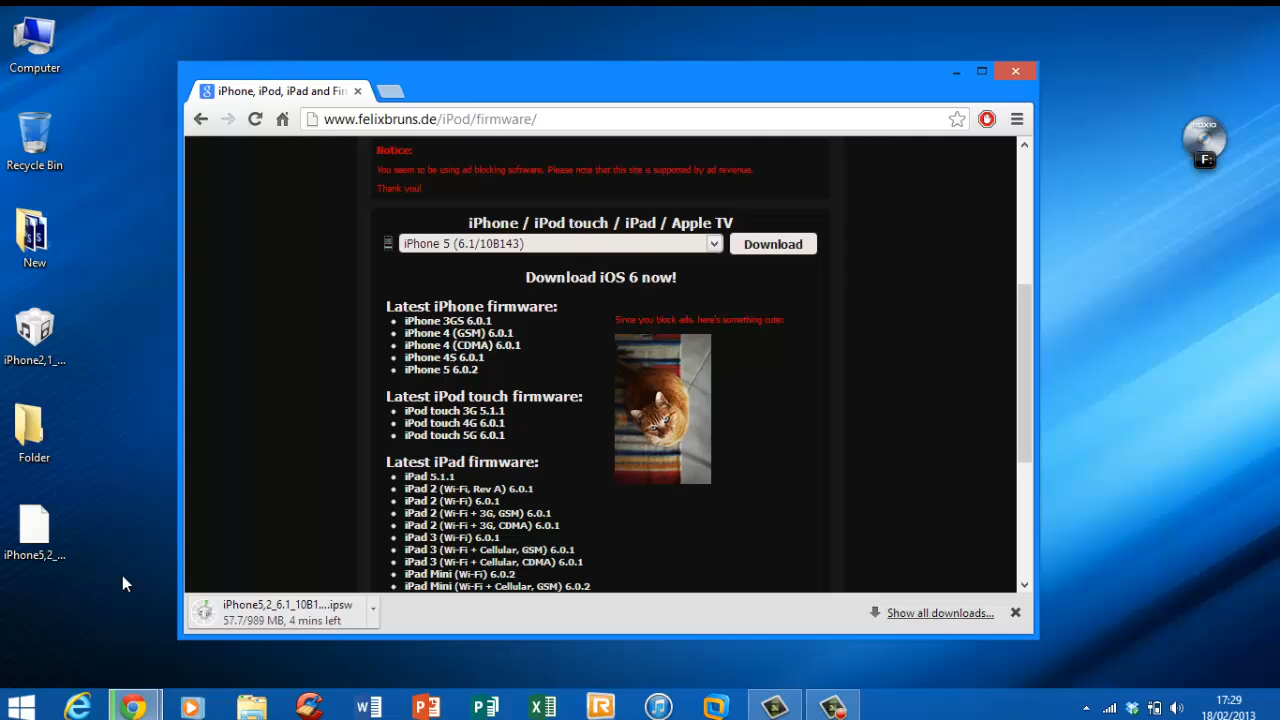 Computer
Recycle Bin
New
iPhone2,1_...
Folder
iPhone5,2_...
ROXIO
F:
iPhone, iPod, iPad and Fir
www.felixbruns.de/iPod/firmware/
Notice:
You seem to be using ad blocking software. Please note that this site is supported by ad revenue.
Thank you!
iPhone / iPod touch / iPad / Apple TV
iPhone 5 (6.1/10B143)
Download
Download iOS 6 now!
Latest iPhone firmware:
iPhone 3GS 6.0.1
iPhone 4 (GSM) 6.0.1
iPhone 4 (CDMA) 6.0.1
iPhone 4S 6.0.1
iPhone 5 6.0.2
Since you block ads, here's something cute:
Latest iPod touch firmware:
iPod touch 3G 5.1.1
iPod touch 4G 6.0.1
iPod touch 5G 6.0.1
Latest iPad firmware:
iPad 5.1.1
iPad 2 (Wi-Fi, Rev A) 6.0.1
iPad 2 (Wi-Fi) 6.0.1
iPad 2 (Wi-Fi + 3G, GSM) 6.0.1
iPad 2 (Wi-Fi + 3G, CDMA) 6.0.1
iPad 3 (Wi-Fi) 6.0.1
iPad 3 (Wi-Fi + Cellular, GSM) 6.0.1
iPad 3 (Wi-Fi + Cellular, CDMA) 6.0.1
iPad Mini (Wi-Fi) 6.0.2
iPad Mini (Wi-Fi + Cellular, GSM) 6.0.2
iPhone5,2_6.1_10B1....ipsw
57.7/989 MB, 4 mins left
Show all downloads...
17:29
18/02/2013